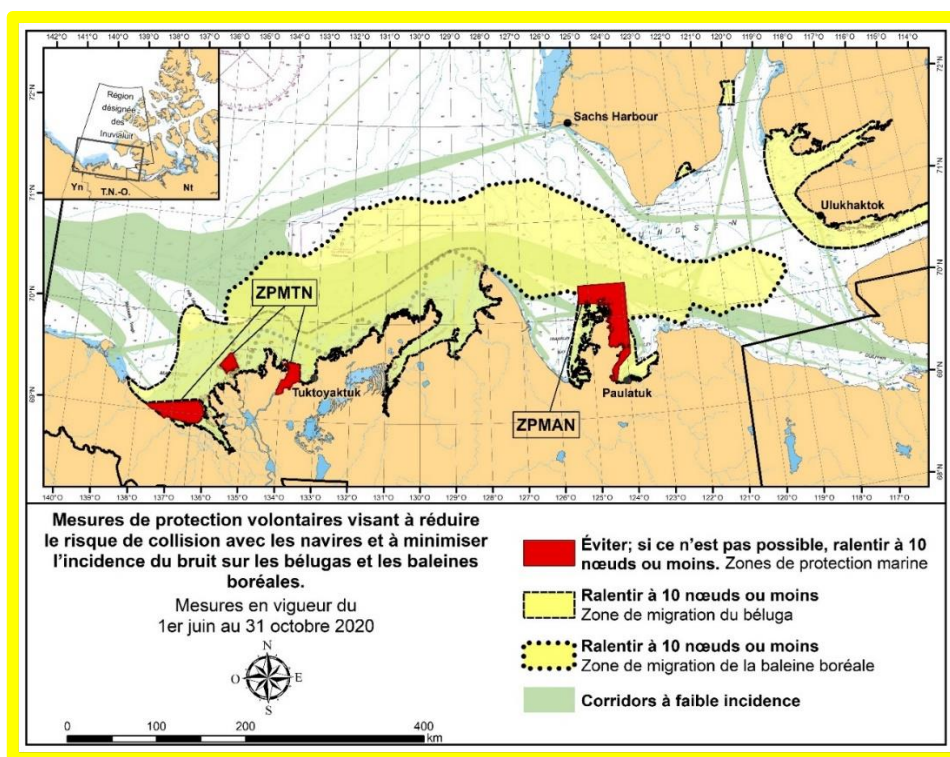 142°O 140°O 139°O 138°O 137°O 136°O 135°O 134°O 133°O 132°O 131°O 130°O 129°O 128°O 127°O 126°O 125°O 124°O 123°O 122°O 121°O 120°O 119°O 118°O 117°O 116°O 114°O
72°N
71°N
70°N
69°N
Région
désignée
des
Inuvialuit
Yn
T.N.-O.
Nt
Sachs Harbour
Ulukhaktok
ZPMTN
Tuktoyaktuk
Paulatuk
ZPMAN
72°N
71°N
70°N
69°N
68°N
140°O 139°O 138°O 137°O 136°O 135°O 134°O 133°O 132°O 131°O 130°O 129°O 128°O 127°O 126°O 125°O 124°O 123°O 122°O 121°O 120°O 119°O 118°O 117°O
Mesures de protection volontaires visant à réduire
le risque de collision avec les navires et à minimiser
l’incidence du bruit sur les bélugas et les baleines
boréales.
Mesures en vigueur du
1er juin au 31 octobre 2020
N
O E
S
0 100 200 400
km
Éviter; si ce n’est pas possible, ralentir à 10
nœuds ou moins. Zones de protection marine
Ralentir à 10 nœuds ou moins
Zone de migration du béluga
Ralentir à 10 nœuds ou moins
Zone de migration de la baleine boréale
Corridors à faible incidence